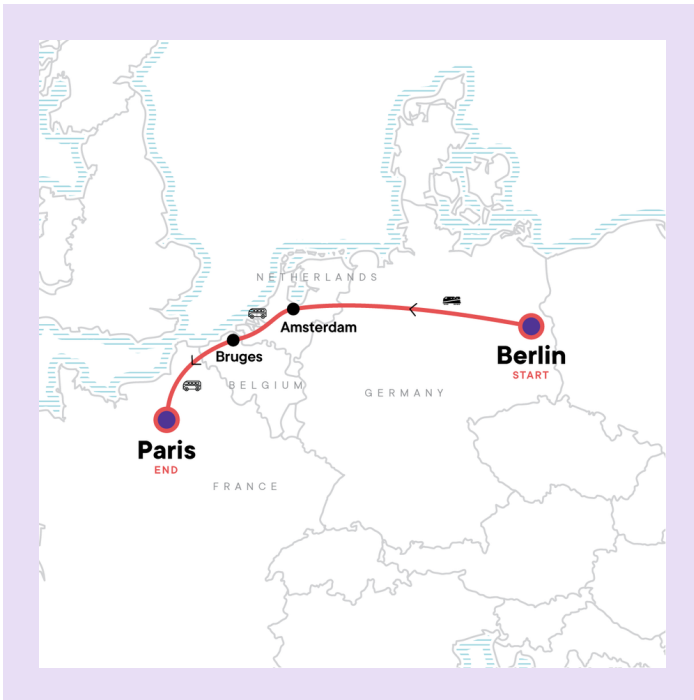 NETHERLANDS
Amsterdam
Bruges
Berlin
START
BELGIUM
GERMANY
Paris
END
FRANCE